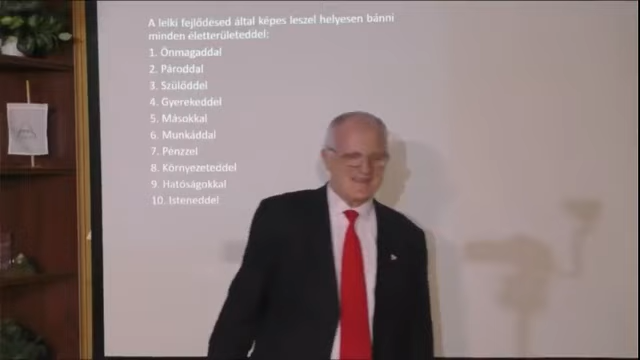 A lelki fejlődésed által képes leszel helyesen bánni
minden életterületeddel:
1. Önmagaddal
2. Pároddal
3. Szülőddel
4. Gyerekeddel
5. Másokkal
6. Munkáddal
7. Pénzzel
8. Környezeteddel
9. Hatóságokkal
10. Isteneddel